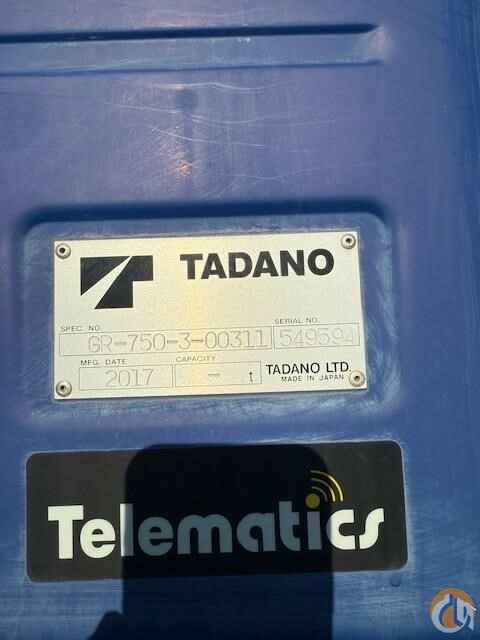 TADANO
SPEC. NO. SERIAL NO.
GR-750-3-00311 549594
MFG. DATE CAPACITY
2017 - t TADANO LTD.
MADE IN JAPAN
Telematics